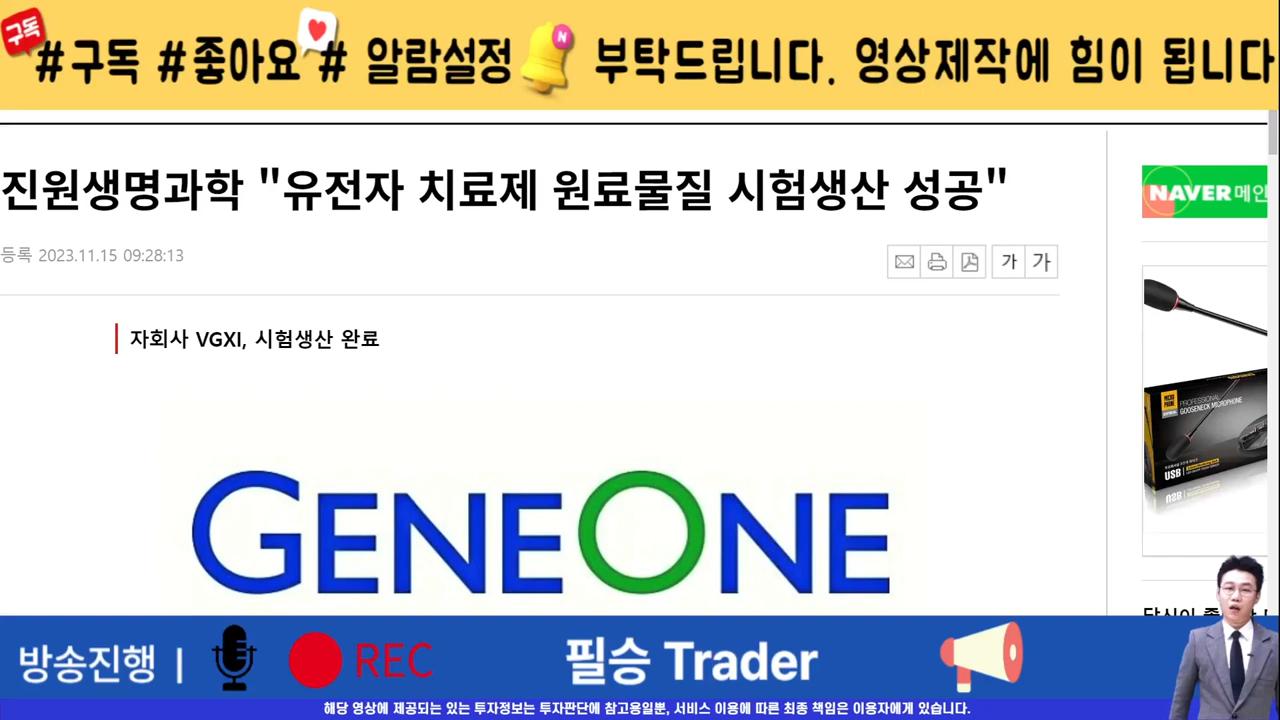 구독
#구독 #좋아요 # 알람설정 N 부탁드립니다. 영상제작에 힘이 됩니다
진원생명과학 "유전자 치료제 원료물질 시험생산 성공"
등록 2023.11.15 09:28:13
가 가
NAVER 메인
자회사 VGXI, 시험생산 완료
MICRO PHONE
PROFESSIONAL
GOOSENECK MICROPHONE
USB
GENEONE
방송진행 |
REC
필승 Trader
해당 영상에 제공되는 있는 투자정보는 투자판단에 참고용일뿐, 서비스 이용에 따른 최종 책임은 이용자에게 있습니다.